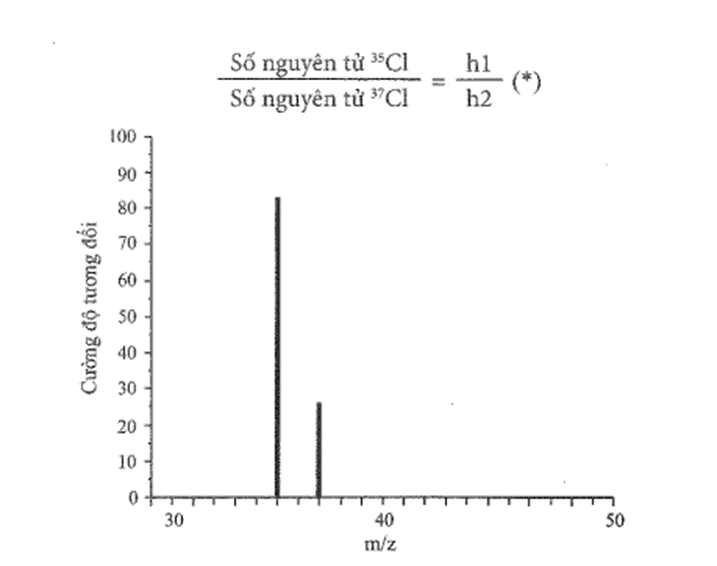 Số nguyên tử ³⁵Cl / Số nguyên tử ³⁷Cl = h1 / h2 (*)
100
90
80
70
60
50
40
30
20
10
0
Cường độ tương đối
30 40 50
m/z